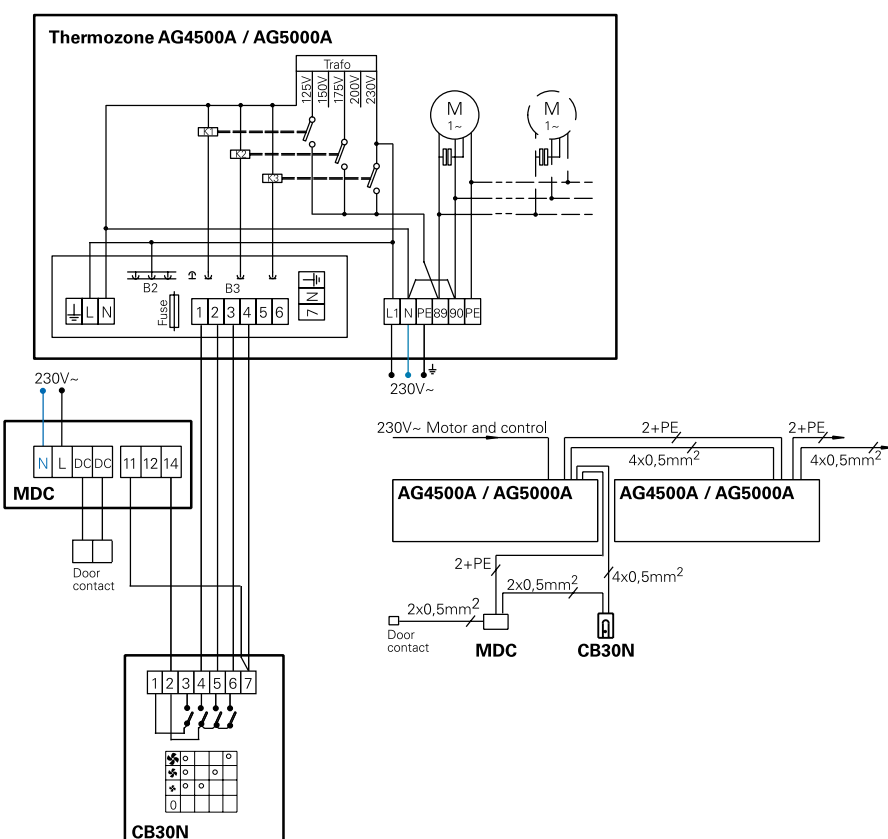 Thermozone AG4500A / AG5000A
Trafo
125V 150V 175V 200V 230V
M
1~
M
1~
K1
K2
K3
B2
B3
Fuse
L N
1 2 3 4 5 6
7 N
L1 N PE 89 90 PE
230V~
230V~
N L DC DC 11 12 14
MDC
Door
contact
1 2 3 4 5 6 7
0
CB30N
230V~ Motor and control
2+PE
2+PE
4x0,5mm²
4x0,5mm²
AG4500A / AG5000A
AG4500A / AG5000A
2+PE
4x0,5mm²
2x0,5mm²
2x0,5mm²
Door
contact
MDC
CB30N